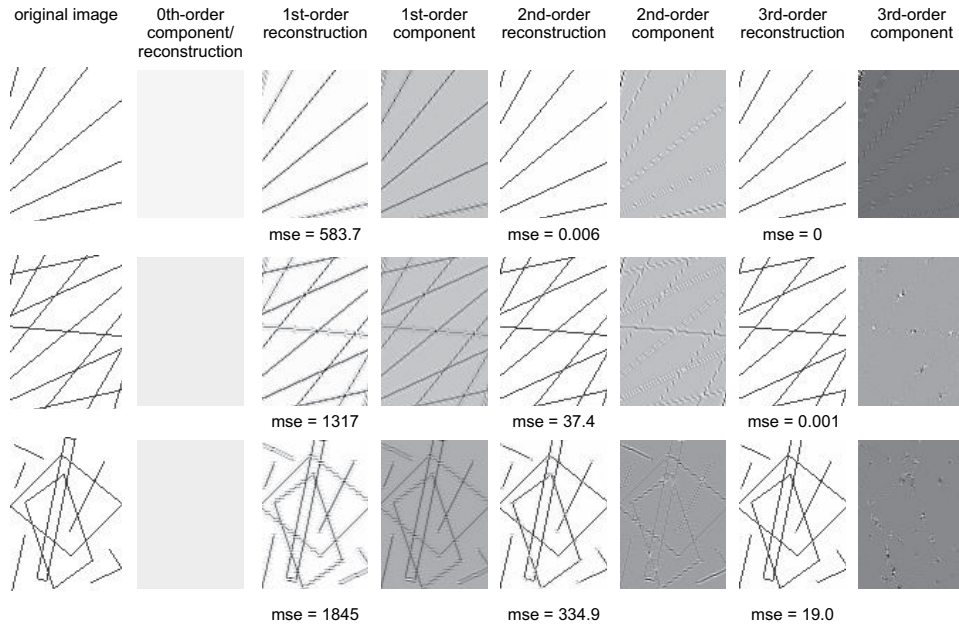 original image
0th-order
component/
reconstruction
1st-order
reconstruction
1st-order
component
2nd-order
reconstruction
2nd-order
component
3rd-order
reconstruction
3rd-order
component
mse = 583.7
mse = 0.006
mse = 0
mse = 1317
mse = 37.4
mse = 0.001
mse = 1845
mse = 334.9
mse = 19.0